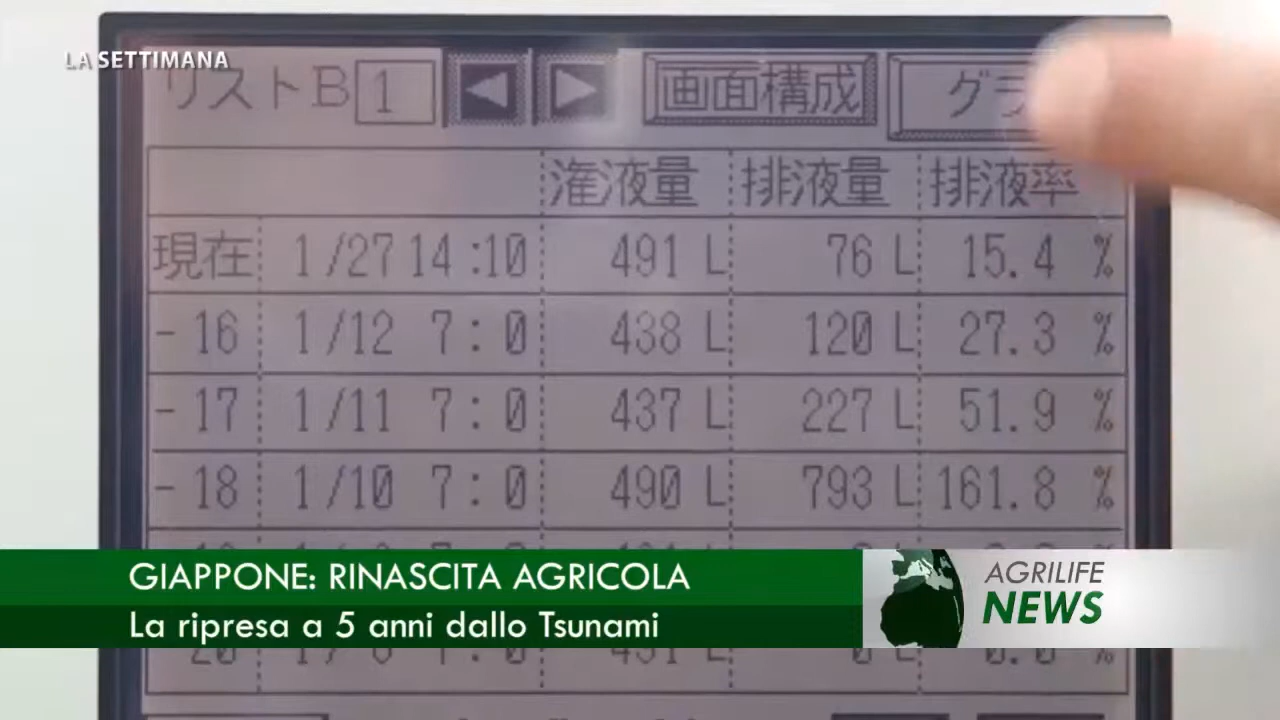 LA SETTIMANA
リストB 1 ◀ ▶ 画面構成 グラ
灌液量 排液量 排液率
現在 1/27 14:10 491 L 76 L 15.4 %
-16 1/12 7:0 438 L 120 L 27.3 %
-17 1/11 7:0 437 L 227 L 51.9 %
-18 1/10 7:0 490 L 793 L 161.8 %
GIAPPONE: RINASCITA AGRICOLA
La ripresa a 5 anni dallo Tsunami
AGRILIFE
NEWS